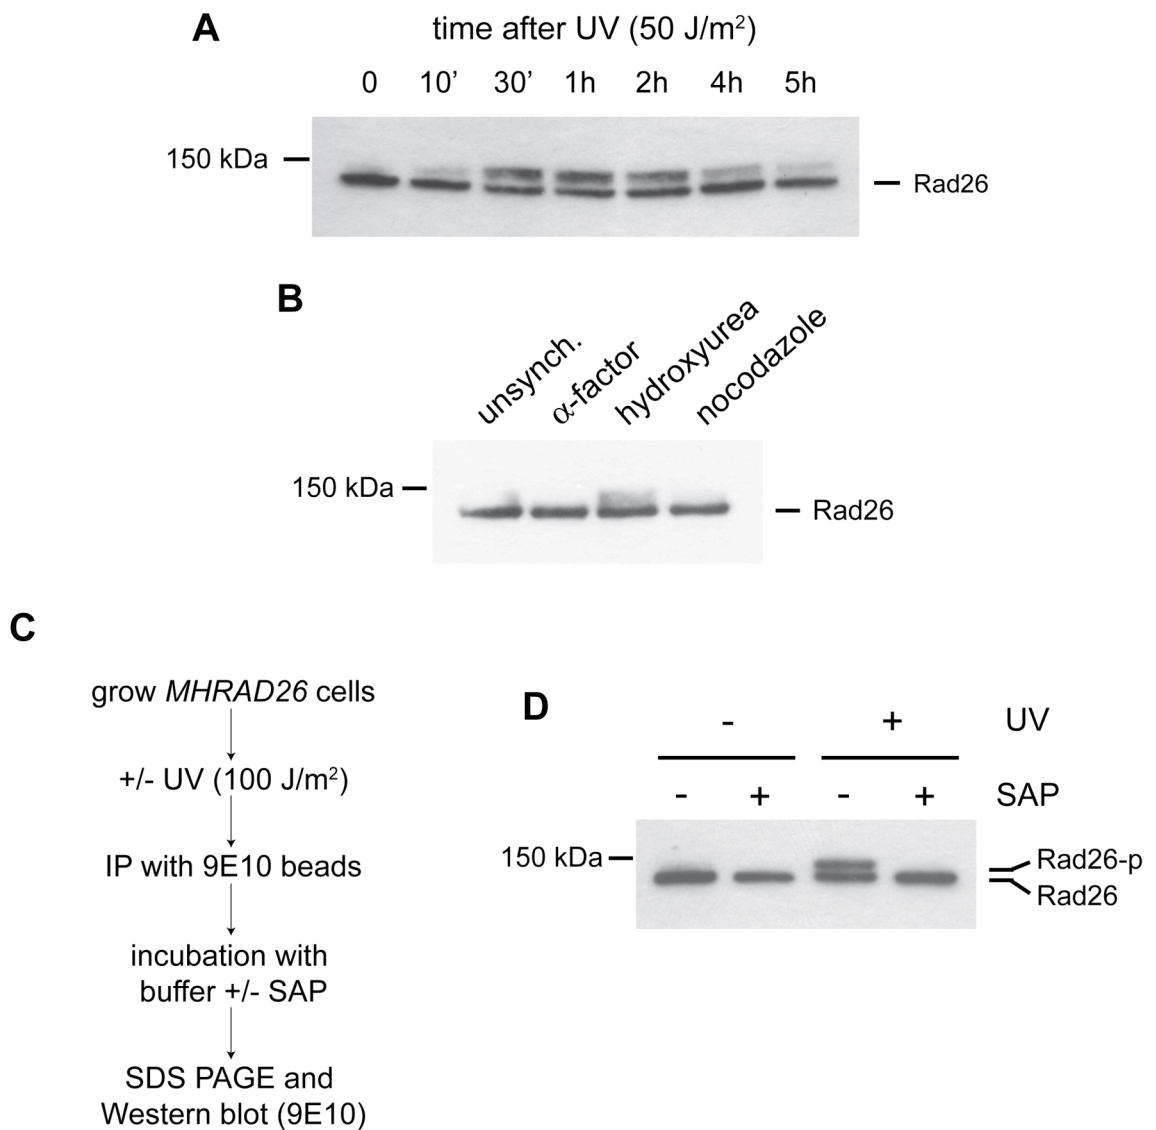 A
time after UV (50 J/m²)
0 10’ 30’ 1h 2h 4h 5h
150 kDa
Rad26
B
unsynch.
α-factor
hydroxyurea
nocodazole
150 kDa
Rad26
C
grow MHRAD26 cells
+/- UV (100 J/m²)
IP with 9E10 beads
incubation with
buffer +/- SAP
SDS PAGE and
Western blot (9E10)
D
- + UV
- + - + SAP
150 kDa
Rad26-p
Rad26